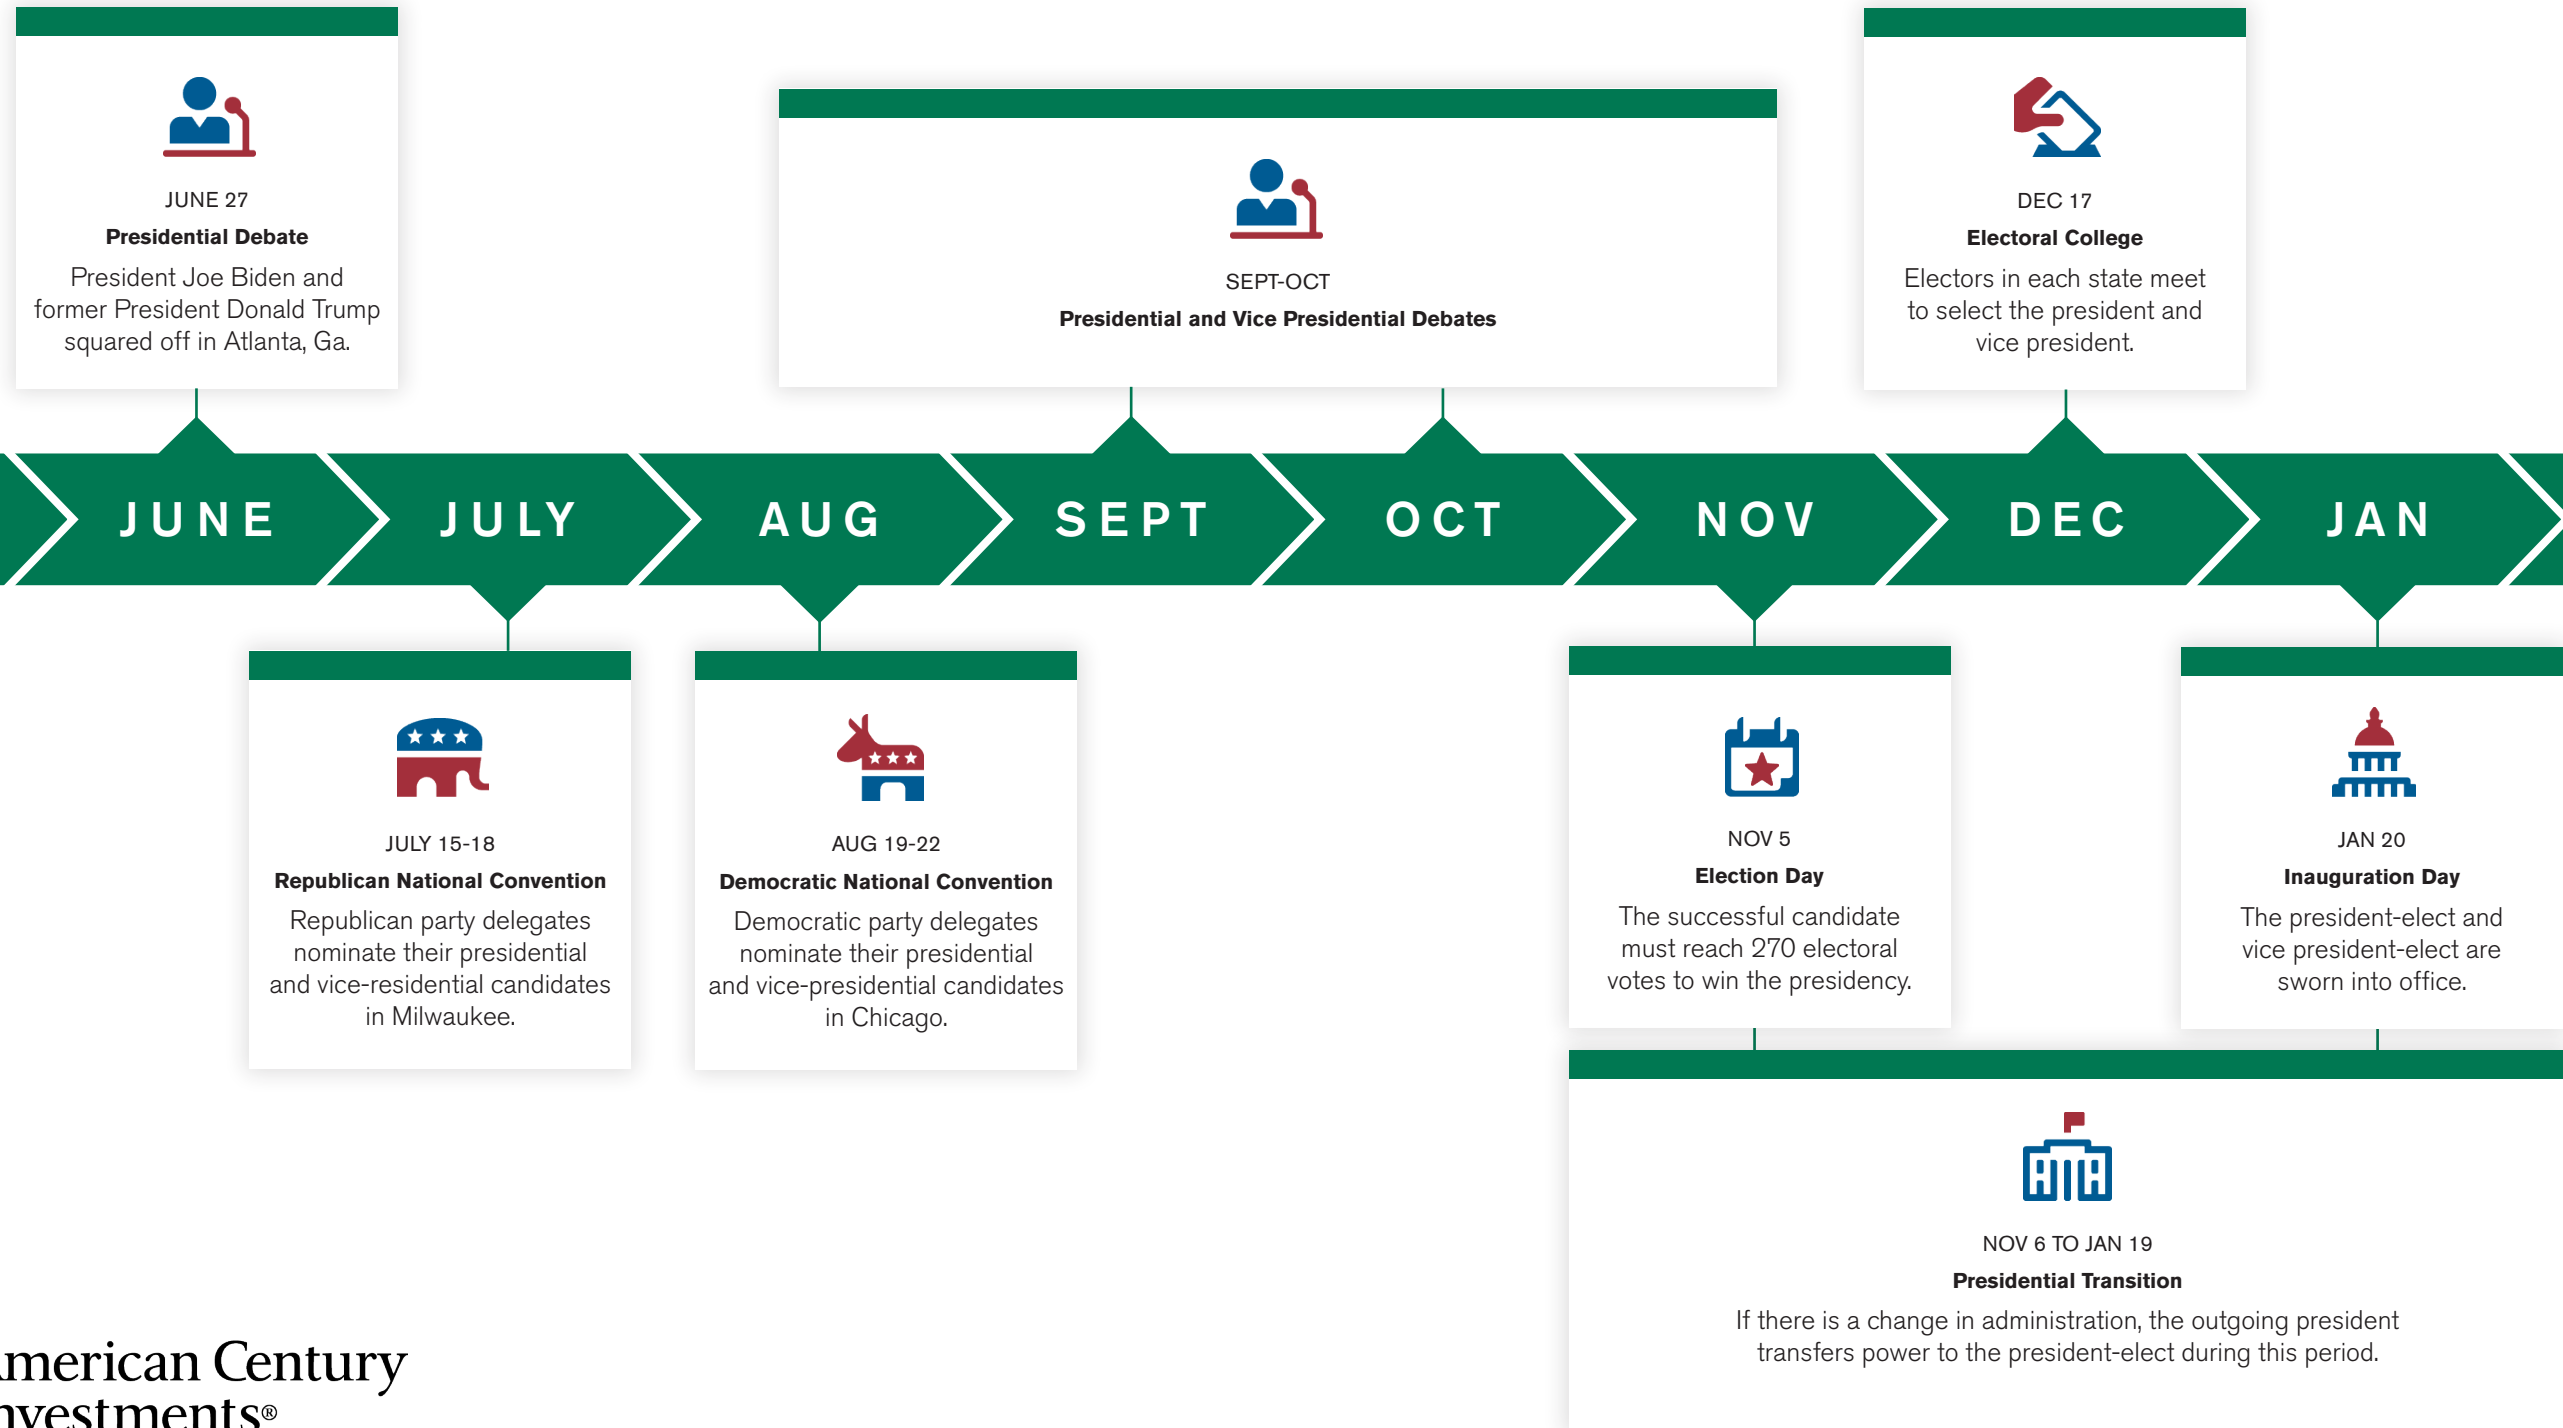 JUNE 27
Presidential Debate
President Joe Biden and
former President Donald Trump
squared off in Atlanta, Ga.
SEPT-OCT
Presidential and Vice Presidential Debates
DEC 17
Electoral College
Electors in each state meet
to select the president and
vice president.
JUNE
JULY
AUG
SEPT
OCT
NOV
DEC
JAN
JULY 15-18
Republican National Convention
Republican party delegates
nominate their presidential
and vice-residential candidates
in Milwaukee.
AUG 19-22
Democratic National Convention
Democratic party delegates
nominate their presidential
and vice-presidential candidates
in Chicago.
NOV 5
Election Day
The successful candidate
must reach 270 electoral
votes to win the presidency.
JAN 20
Inauguration Day
The president-elect and
vice president-elect are
sworn into office.
NOV 6 TO JAN 19
Presidential Transition
If there is a change in administration, the outgoing president
transfers power to the president-elect during this period.
merican Century
nvestments®